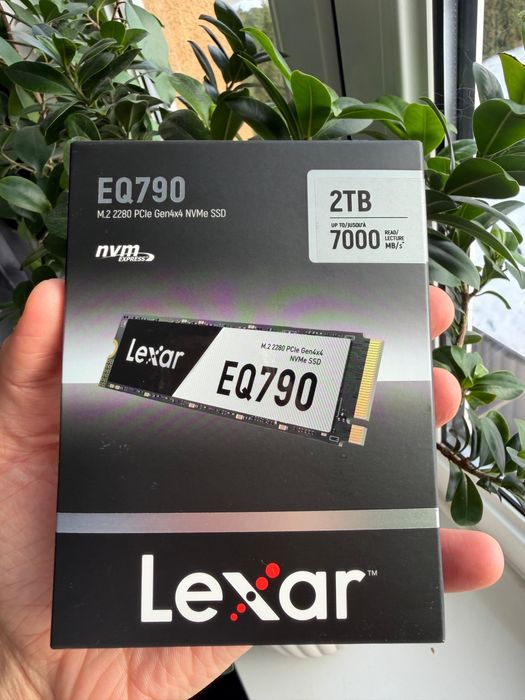 EQ790
M.2 2280 PCIe Gen4x4 NVMe SSD
2TB
UP TO/JUSQU'À
7000 READ/LECTURE MB/s*
nvm EXPRESS
Lexar
M.2 2280 PCIe Gen4x4
NVMe SSD
EQ790
Lexar™